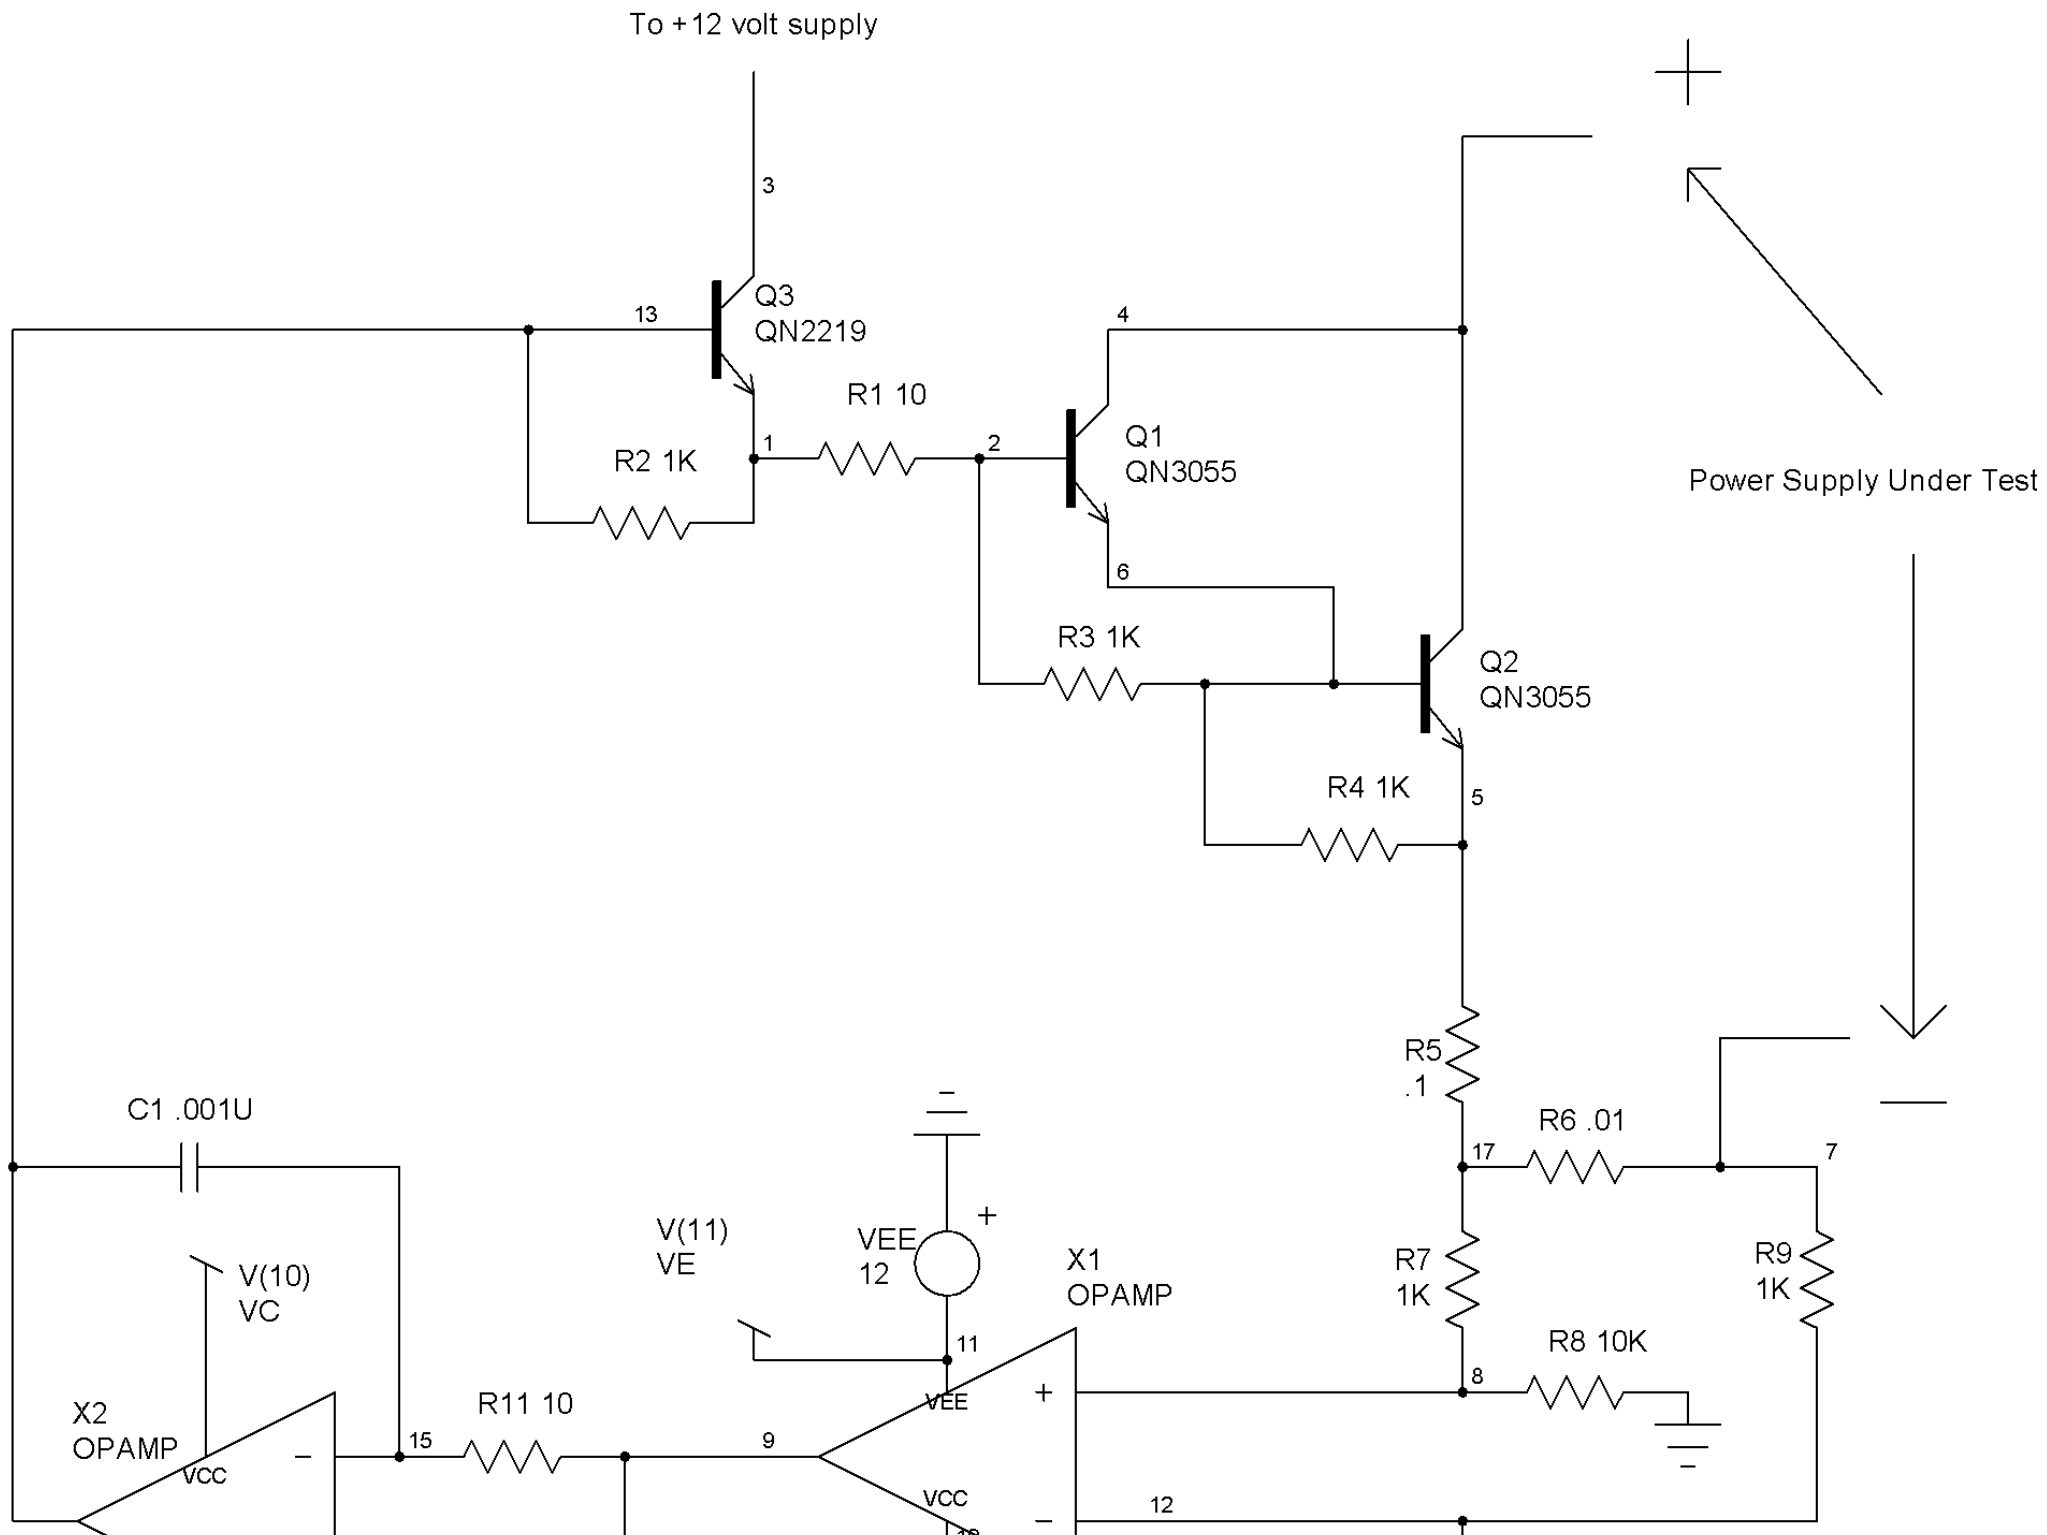 To +12 volt supply
+
3
Q3
QN2219
13
4
R1 10
Q1
QN3055
1
2
R2 1K
Power Supply Under Test
6
R3 1K
Q2
QN3055
R4 1K
5
R5
.1
C1 .001U
R6 .01
17
7
V(11)
VE
VEE
12
+
X1
OPAMP
V(10)
VC
R7
1K
R9
1K
11
R8 10K
8
VEE
+
X2
OPAMP
R11 10
15
9
−
VCC
VCC
12
−